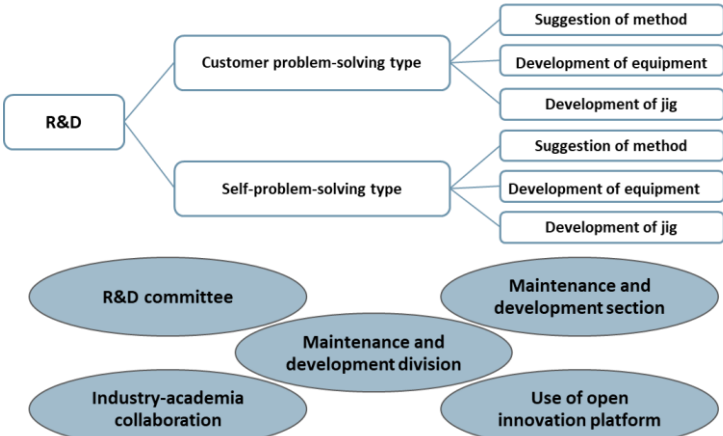 Suggestion of method
Customer problem-solving type
Development of equipment
Development of jig
R&D
Suggestion of method
Self-problem-solving type
Development of equipment
Development of jig
R&D committee
Maintenance and
development section
Maintenance and
development division
Industry-academia
collaboration
Use of open
innovation platform